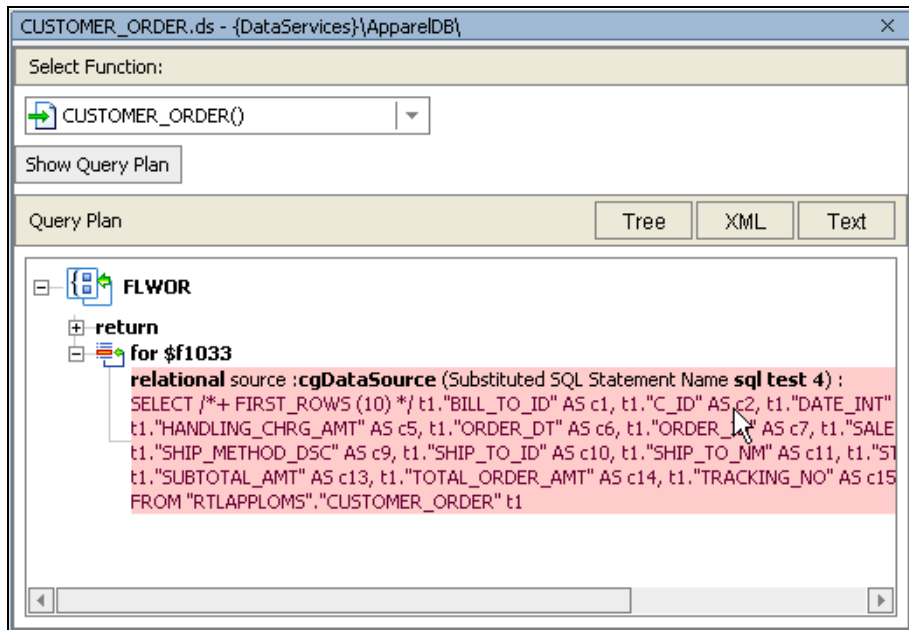 CUSTOMER_ORDER.ds - {DataServices}\ApparelDB\
Select Function:
CUSTOMER_ORDER()
Show Query Plan
Query Plan Tree XML Text
FLWOR
return
for $f1033
relational source :cgDataSource (Substituted SQL Statement Name sql test 4) :
SELECT /*+ FIRST_ROWS (10) */ t1."BILL_TO_ID" AS c1, t1."C_ID" AS c2, t1."DATE_INT"
t1."HANDLING_CHRG_AMT" AS c5, t1."ORDER_DT" AS c6, AS c7, t1."SALE
t1."SHIP_METHOD_DSC" AS c9, t1."SHIP_TO_ID" AS c10, t1."SHIP_TO_NM" AS c11, t1."ST
t1."SUBTOTAL_AMT" AS c13, t1."TOTAL_ORDER_AMT" AS c14, t1."TRACKING_NO" AS c15
FROM "RTLAPPLOMS"."CUSTOMER_ORDER" t1